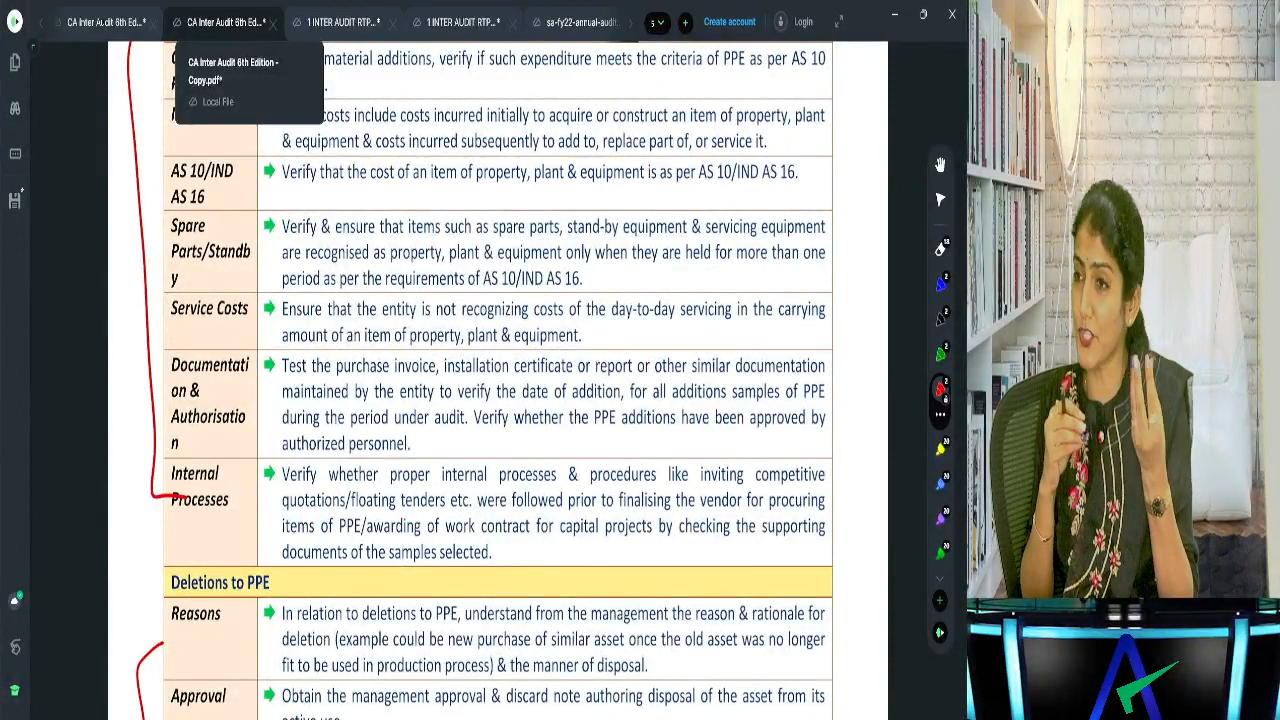 CA Inter Audit 6th Edi...*
CA Inter Audit 6th Edi...*
1 INTER AUDIT RTP...*
1 INTER AUDIT RTP...*
sa-fy22-annual-audit.
5
Create account
Login
CA Inter Audit 6th Edition -
Copy.pdf*
Local File
material additions, verify if such expenditure meets the criteria of PPE as per AS 10
costs include costs incurred initially to acquire or construct an item of property, plant
& equipment & costs incurred subsequently to add to, replace part of, or service it.
AS 10/IND
AS 16
Verify that the cost of an item of property, plant & equipment is as per AS 10/IND AS 16.
Spare
Parts/Standb
y
Verify & ensure that items such as spare parts, stand-by equipment & servicing equipment
are recognised as property, plant & equipment only when they are held for more than one
period as per the requirements of AS 10/IND AS 16.
Service Costs
Ensure that the entity is not recognizing costs of the day-to-day servicing in the carrying
amount of an item of property, plant & equipment.
Documentati
on &
Authorisatio
n
Test the purchase invoice, installation certificate or report or other similar documentation
maintained by the entity to verify the date of addition, for all additions samples of PPE
during the period under audit. Verify whether the PPE additions have been approved by
authorized personnel.
Internal
Processes
Verify whether proper internal processes & procedures like inviting competitive
quotations/floating tenders etc. were followed prior to finalising the vendor for procuring
items of PPE/awarding of work contract for capital projects by checking the supporting
documents of the samples selected.
Deletions to PPE
Reasons
In relation to deletions to PPE, understand from the management the reason & rationale for
deletion (example could be new purchase of similar asset once the old asset was no longer
fit to be used in production process) & the manner of disposal.
Approval
Obtain the management approval & discard note authoring disposal of the asset from its